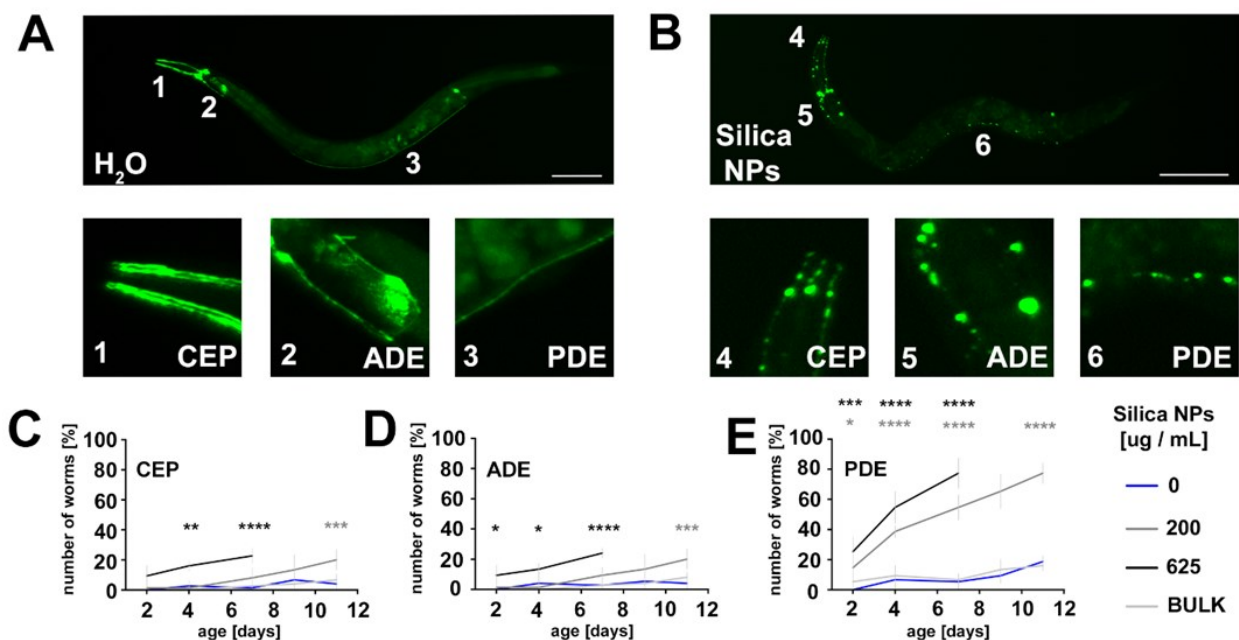 A
1
2
3
H₂O
B
4
5
6
Silica
NPs
1 CEP
2 ADE
3 PDE
4 CEP
5 ADE
6 PDE
C
number of worms [%]
100
80
60
40
20
0
CEP
** **** ***
2 4 6 8 10 12
age [days]
D
number of worms [%]
100
80
60
40
20
0
ADE
* * **** ***
2 4 6 8 10 12
age [days]
E
*** **** ****
* **** **** ****
number of worms [%]
100
80
60
40
20
0
PDE
2 4 6 8 10 12
age [days]
Silica NPs
[ug / mL]
0
200
625
BULK